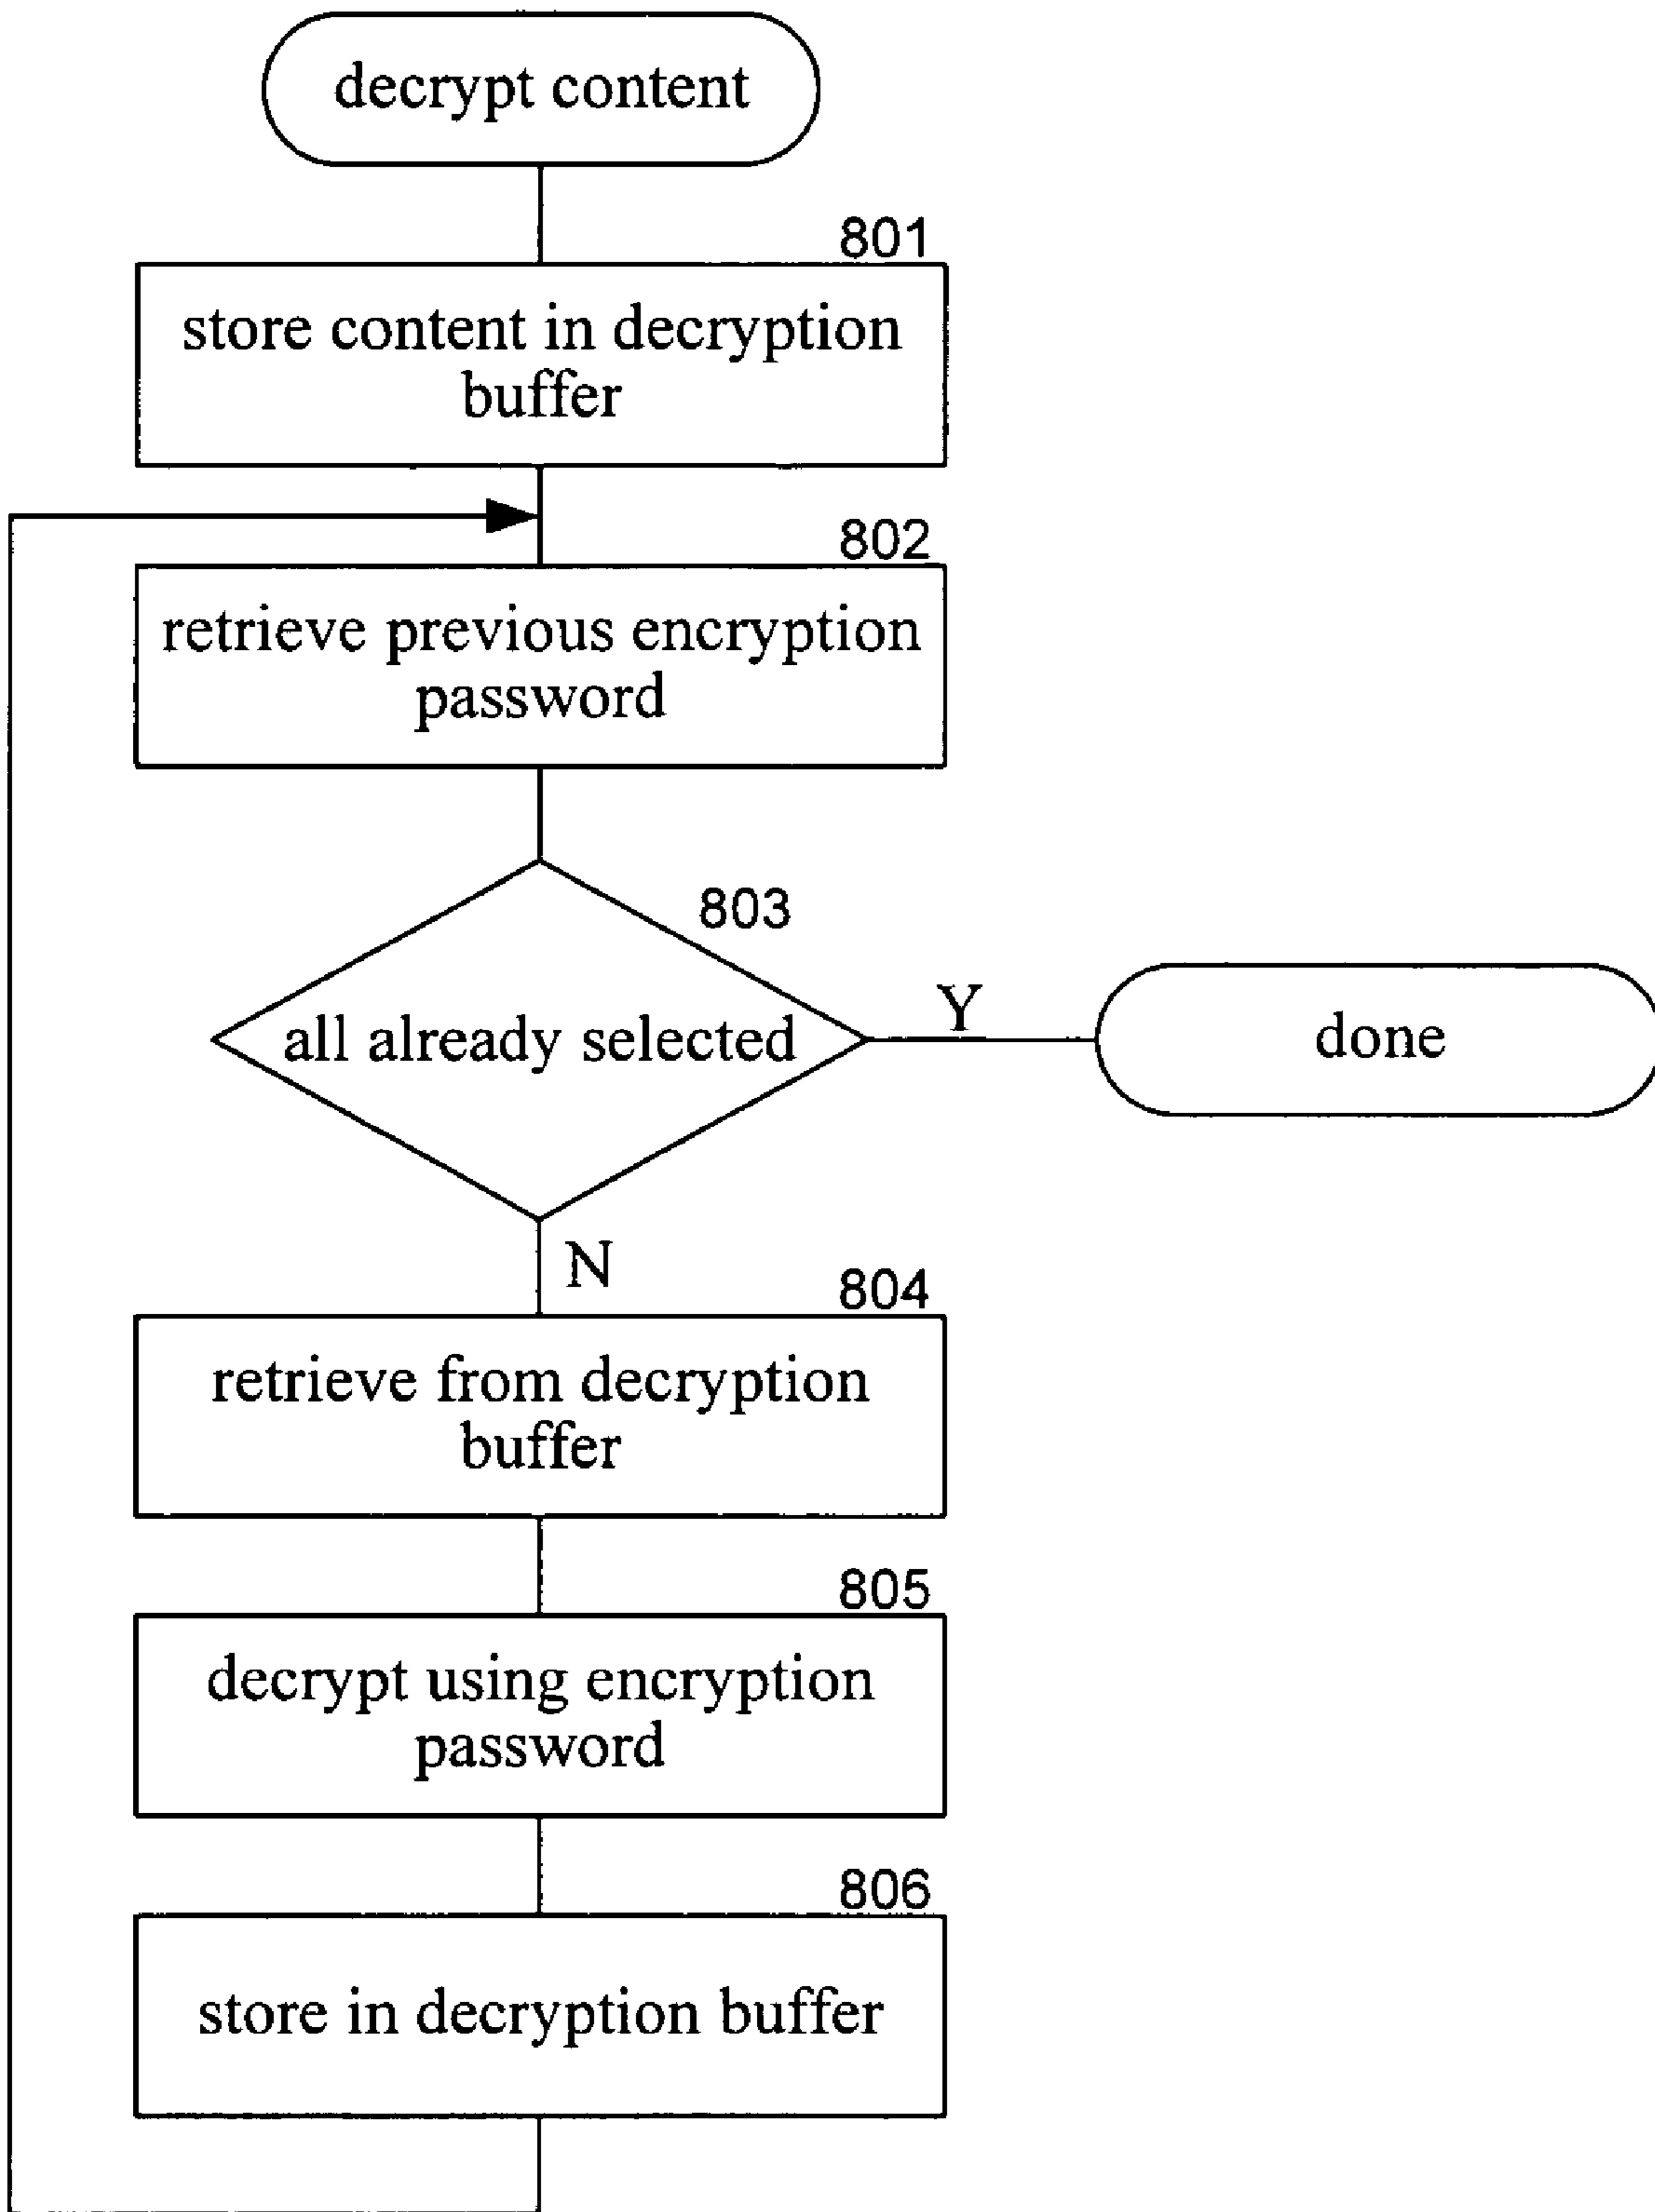 decrypt content
801
store content in decryption
buffer
802
retrieve previous encryption
password
803
all already selected
Y
done
N
804
retrieve from decryption
buffer
805
decrypt using encryption
password
806
store in decryption buffer